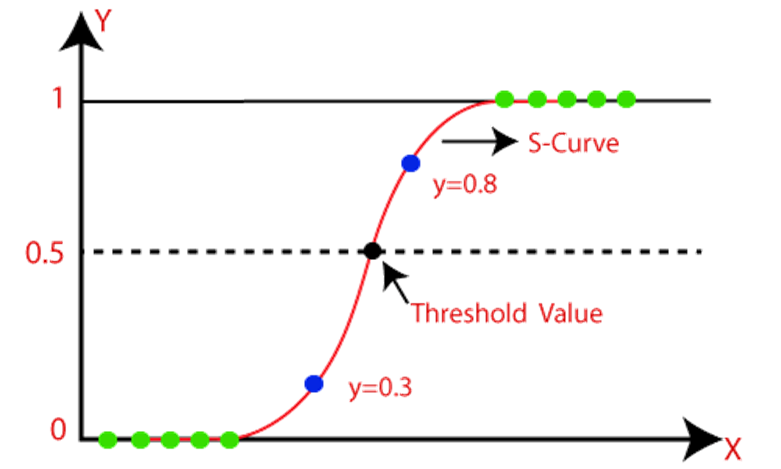 Y
1
S-Curve
y=0.8
0.5
Threshold Value
y=0.3
0
X